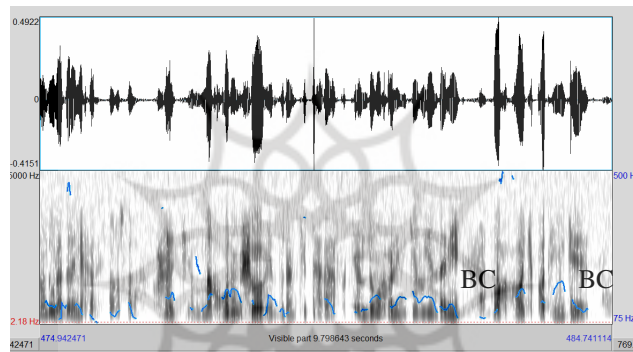 0.4922
0
-0.4151
5000 Hz 500 Hz
BC BC
2.18 Hz 75 Hz
474.942471 Visible part 9.798643 seconds 484.741114
42471 769